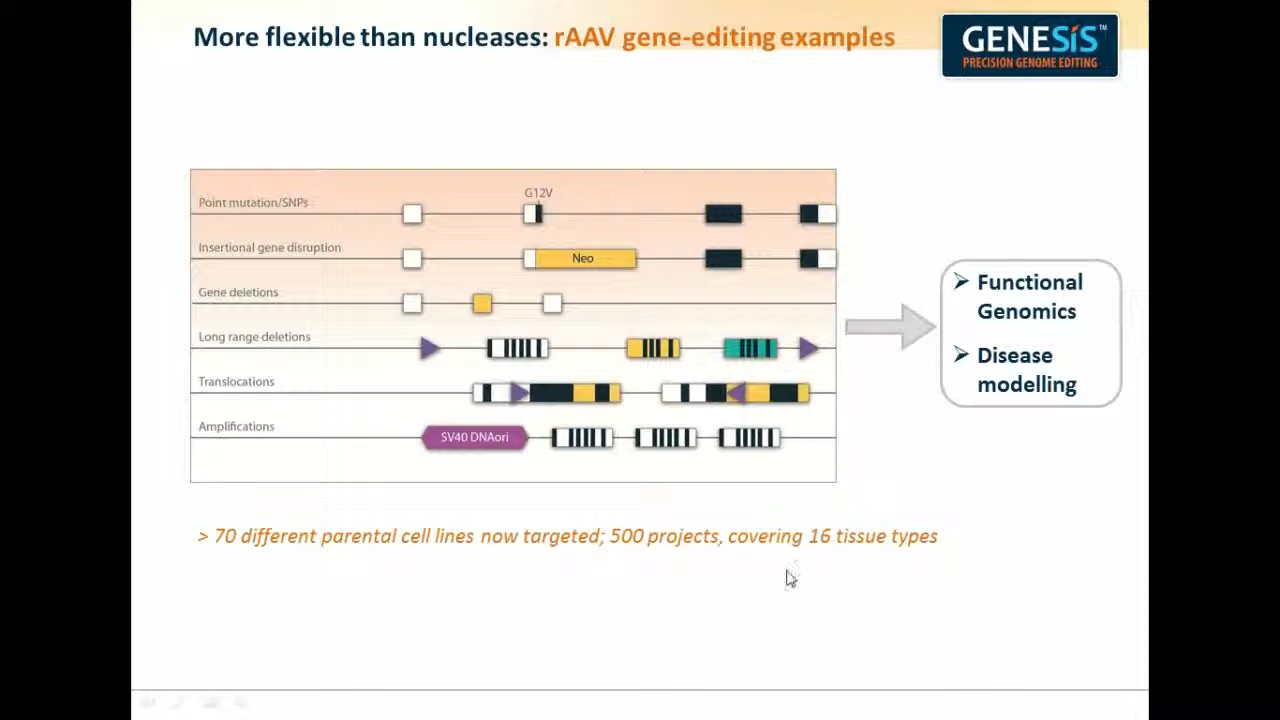 More flexible than nucleases: rAAV gene-editing examples
GENESIS™
PRECISION GENOME EDITING
G12V
Point mutation/SNPs
Insertional gene disruption
Neo
Gene deletions
Long range deletions
Translocations
Amplifications
SV40 DNAori
➢ Functional
Genomics
➢ Disease
modelling
> 70 different parental cell lines now targeted; 500 projects, covering 16 tissue types